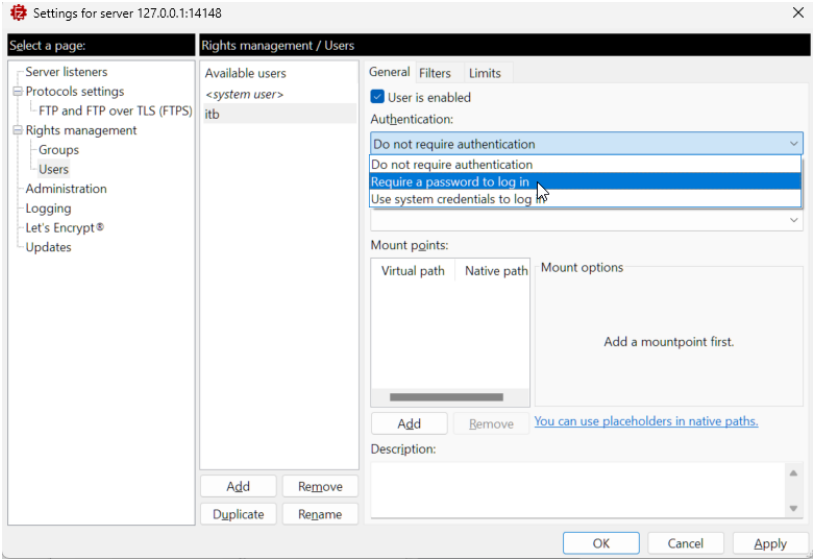 Settings for server 127.0.0.1:14148
Select a page:
Server listeners
Protocols settings
FTP and FTP over TLS (FTPS)
Rights management
Groups
Users
Administration
Logging
Let's Encrypt®
Updates
Rights management / Users
Available users
<system user>
itb
Add
Remove
Duplicate
Rename
General
Filters
Limits
User is enabled
Authentication:
Do not require authentication
Do not require authentication
Require a password to log in
Use system credentials to log in
Mount points:
Virtual path
Native path
Mount options
Add a mountpoint first.
Add
Remove
You can use placeholders in native paths.
Description:
OK
Cancel
Apply